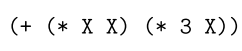 (+ (* X X) (* 3 X))